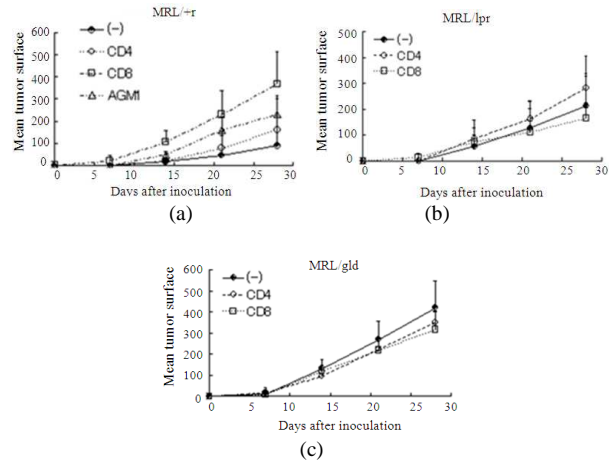 MRL/+r
Mean tumor surface
600
500
400
300
200
100
0
(-)
CD4
CD8
AGM1
0 5 10 15 20 25 30
Days after inoculation
(a)
MRL/lpr
Mean tumor surface
500
400
300
200
100
0
(-)
CD4
CD8
0 5 10 15 20 25 30
Days after inoculation
(b)
MRL/gld
Mean tumor surface
600
500
400
300
200
100
0
(-)
CD4
CD8
0 5 10 15 20 25 30
Days after inoculation
(c)